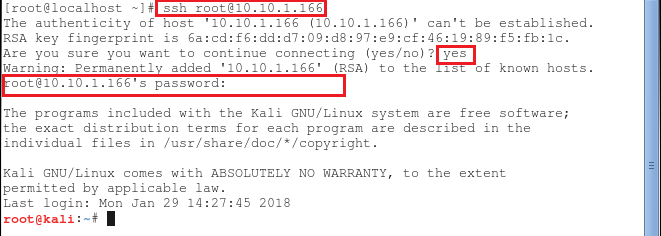 [root@localhost ~]# ssh root@10.10.1.166
The authenticity of host '10.10.1.166 (10.10.1.166)' can't be established.
RSA key fingerprint is 6a:cd:f6:dd:d7:09:d8:97:e9:cf:46:19:89:f5:fb:1c.
Are you sure you want to continue connecting (yes/no)? yes
Warning: Permanently added '10.10.1.166' (RSA) to the list of known hosts.
root@10.10.1.166's password:
The programs included with the Kali GNU/Linux system are free software;
the exact distribution terms for each program are described in the
individual files in /usr/share/doc/*/copyright.
Kali GNU/Linux comes with ABSOLUTELY NO WARRANTY, to the extent
permitted by applicable law.
Last login: Mon Jan 29 14:27:45 2018
root@kali:~#